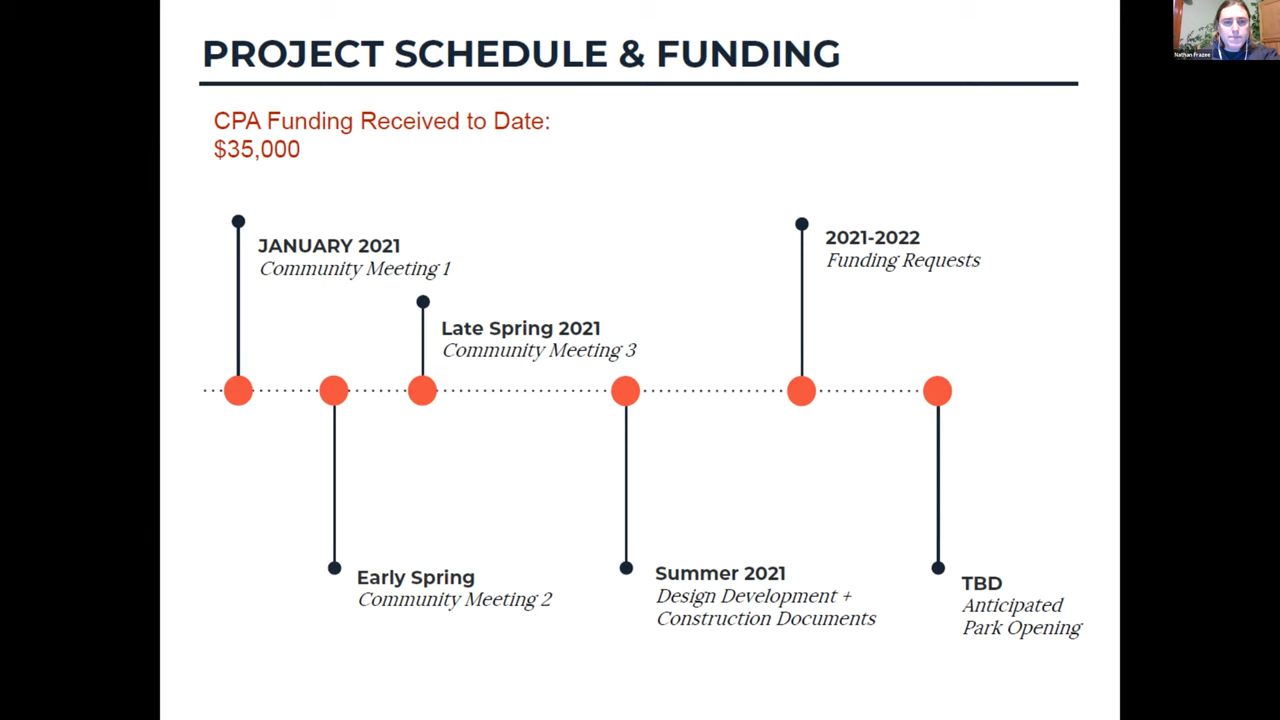 PROJECT SCHEDULE & FUNDING
CPA Funding Received to Date:
$35,000
JANUARY 2021
Community Meeting 1
2021-2022
Funding Requests
Late Spring 2021
Community Meeting 3
Early Spring
Community Meeting 2
Summer 2021
Design Development +
Construction Documents
TBD
Anticipated
Park Opening
Nathan Frazee